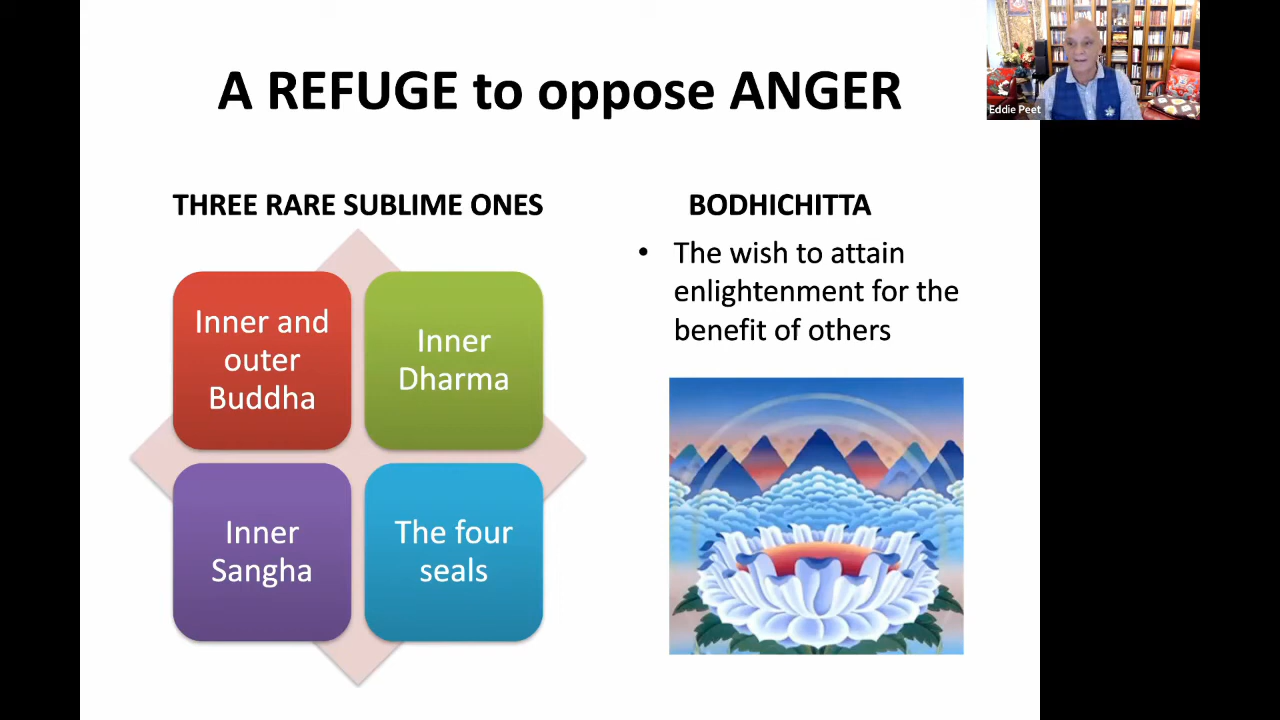 A REFUGE to oppose ANGER
Eddie Peet
THREE RARE SUBLIME ONES
Inner and
outer
Buddha
Inner
Dharma
Inner
Sangha
The four
seals
BODHICHITTA
• The wish to attain
enlightenment for the
benefit of others